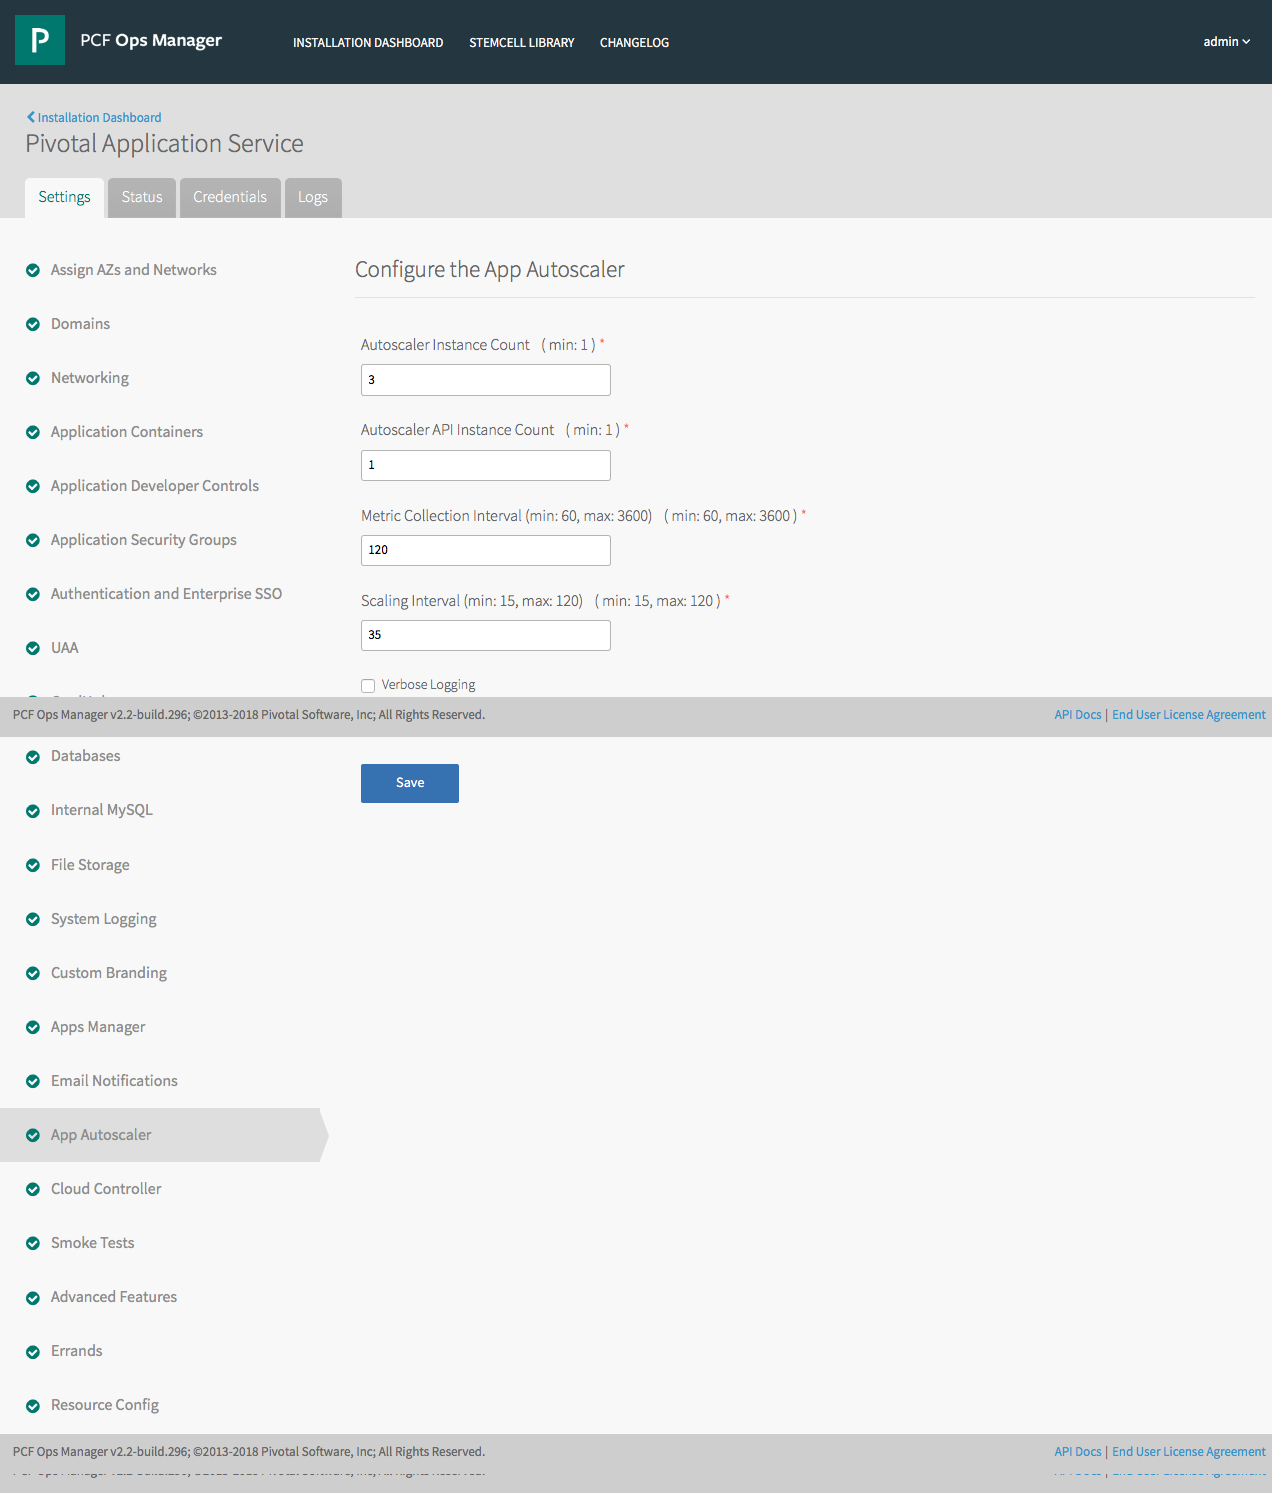 P
PCF Ops Manager
INSTALLATION DASHBOARD
STEMCELL LIBRARY
CHANGELOG
admin
Installation Dashboard
Pivotal Application Service
Settings
Status
Credentials
Logs
Assign AZs and Networks
Domains
Networking
Application Containers
Application Developer Controls
Application Security Groups
Authentication and Enterprise SSO
UAA
Configure the App Autoscaler
Autoscaler Instance Count ( min: 1 ) *
3
Autoscaler API Instance Count ( min: 1 ) *
1
Metric Collection Interval (min: 60, max: 3600) ( min: 60, max: 3600 ) *
120
Scaling Interval (min: 15, max: 120) ( min: 15, max: 120 ) *
35
Verbose Logging
PCF Ops Manager v2.2-build.296; ©2013-2018 Pivotal Software, Inc; All Rights Reserved.
API Docs | End User License Agreement
Databases
Internal MySQL
File Storage
System Logging
Custom Branding
Apps Manager
Email Notifications
App Autoscaler
Cloud Controller
Smoke Tests
Advanced Features
Errands
Resource Config
Save
PCF Ops Manager v2.2-build.296; ©2013-2018 Pivotal Software, Inc; All Rights Reserved.
API Docs | End User License Agreement